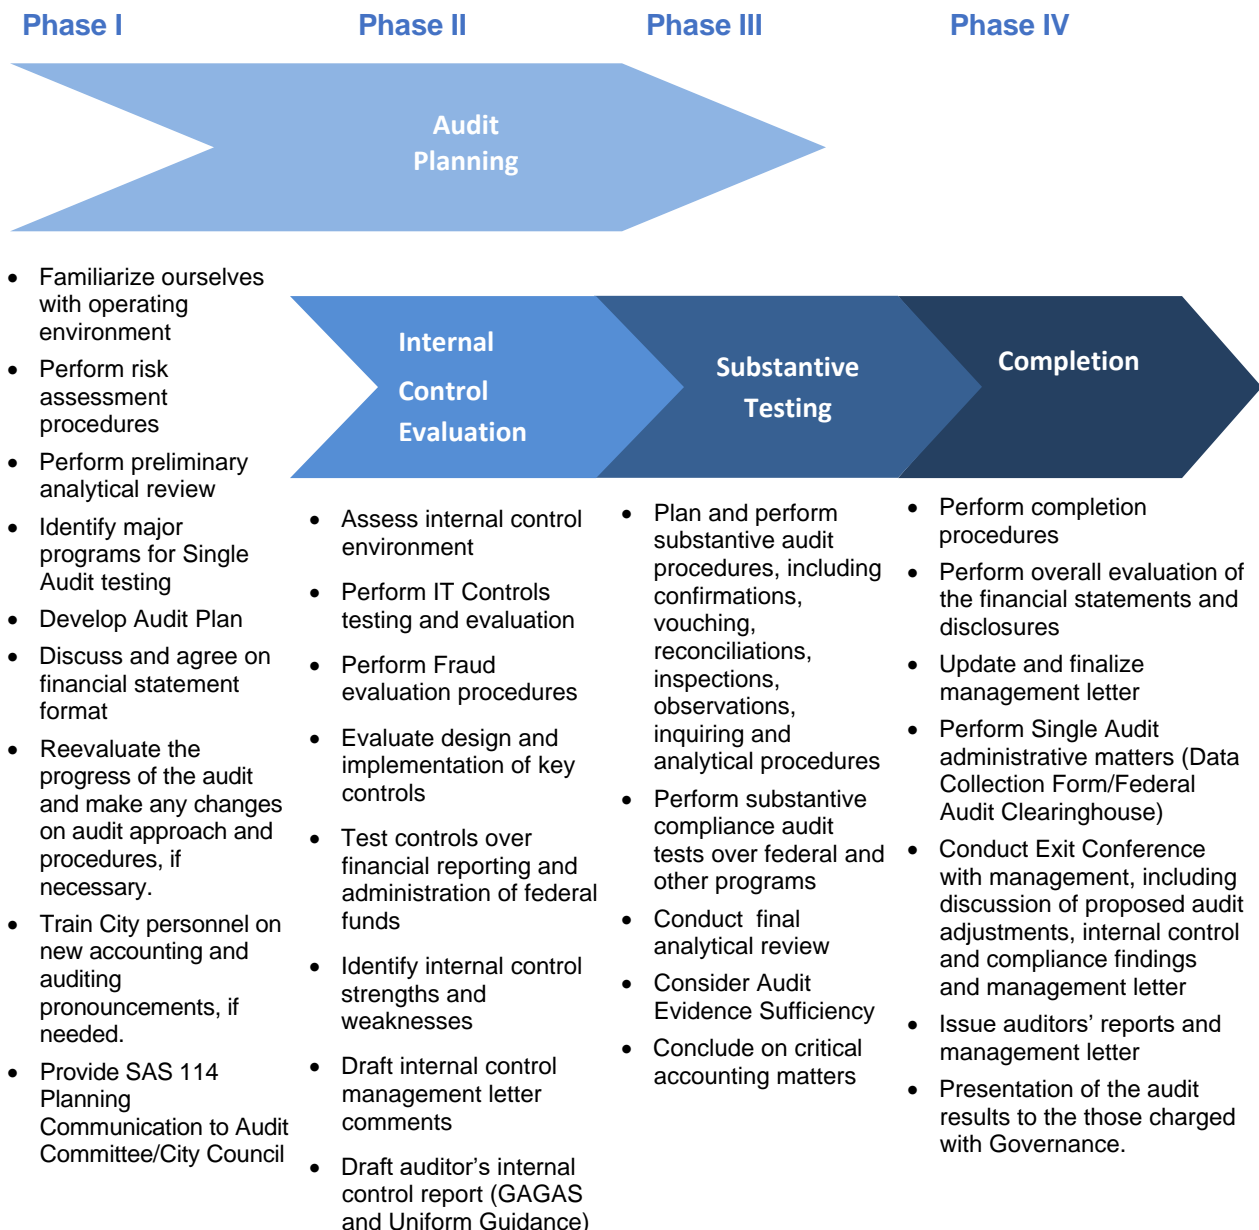 Phase I
Phase II
Phase III
Phase IV
Audit
Planning
• Familiarize ourselves
with operating
environment
• Perform risk
assessment
procedures
• Perform preliminary
analytical review
• Identify major
programs for Single
Audit testing
• Develop Audit Plan
• Discuss and agree on
financial statement
format
• Reevaluate the
progress of the audit
and make any changes
on audit approach and
procedures, if
necessary.
• Train City personnel on
new accounting and
auditing
pronouncements, if
needed.
• Provide SAS 114
Planning
Communication to Audit
Committee/City Council
Internal
Control
Evaluation
• Assess internal control
environment
• Perform IT Controls
testing and evaluation
• Perform Fraud
evaluation procedures
• Evaluate design and
implementation of key
controls
• Test controls over
financial reporting and
administration of federal
funds
• Identify internal control
strengths and
weaknesses
• Draft internal control
management letter
comments
• Draft auditor’s internal
control report (GAGAS
and Uniform Guidance)
Substantive
Testing
• Plan and perform
substantive audit
procedures, including
confirmations,
vouching,
reconciliations,
inspections,
observations,
inquiring and
analytical procedures
• Perform substantive
compliance audit
tests over federal and
other programs
• Conduct final
analytical review
• Consider Audit
Evidence Sufficiency
• Conclude on critical
accounting matters
Completion
• Perform completion
procedures
• Perform overall evaluation of
the financial statements and
disclosures
• Update and finalize
management letter
• Perform Single Audit
administrative matters (Data
Collection Form/Federal
Audit Clearinghouse)
• Conduct Exit Conference
with management, including
discussion of proposed audit
adjustments, internal control
and compliance findings
and management letter
• Issue auditors’ reports and
management letter
• Presentation of the audit
results to the those charged
with Governance.